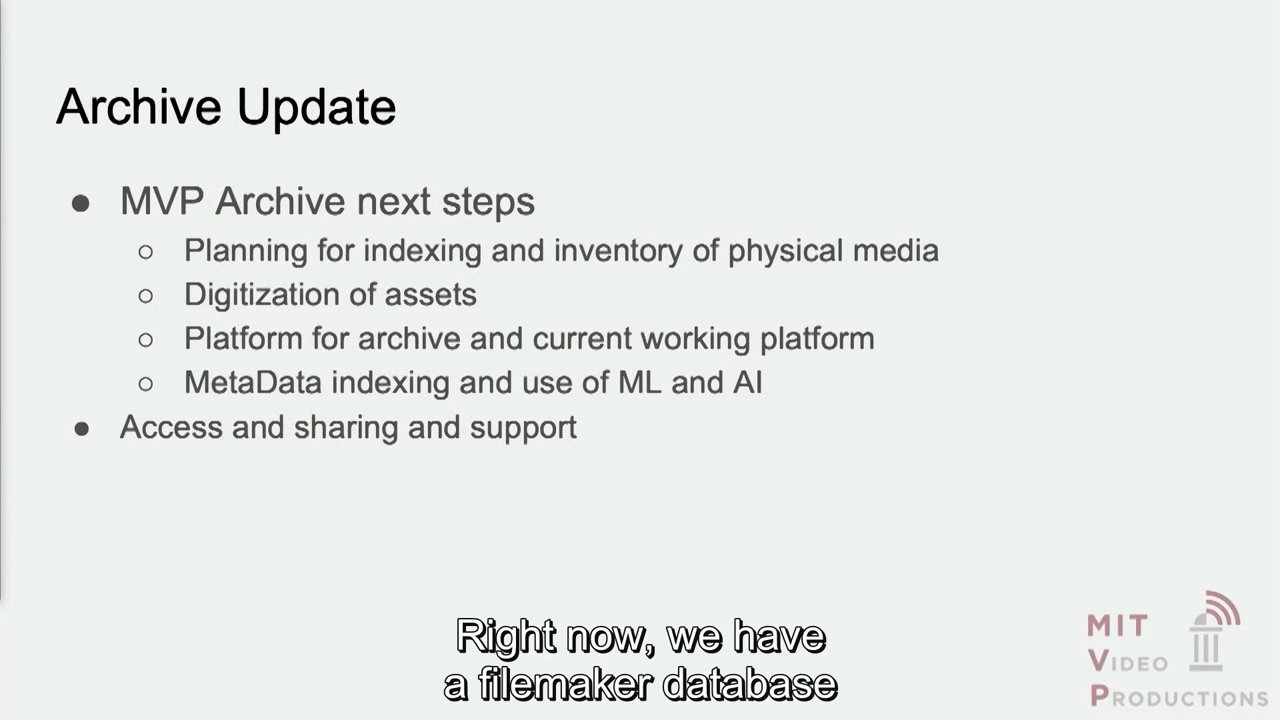 Archive Update
● MVP Archive next steps
○ Planning for indexing and inventory of physical media
○ Digitization of assets
○ Platform for archive and current working platform
○ MetaData indexing and use of ML and AI
● Access and sharing and support
Right now, we have
a filemaker database
MIT
VIDEO
PRODUCTIONS